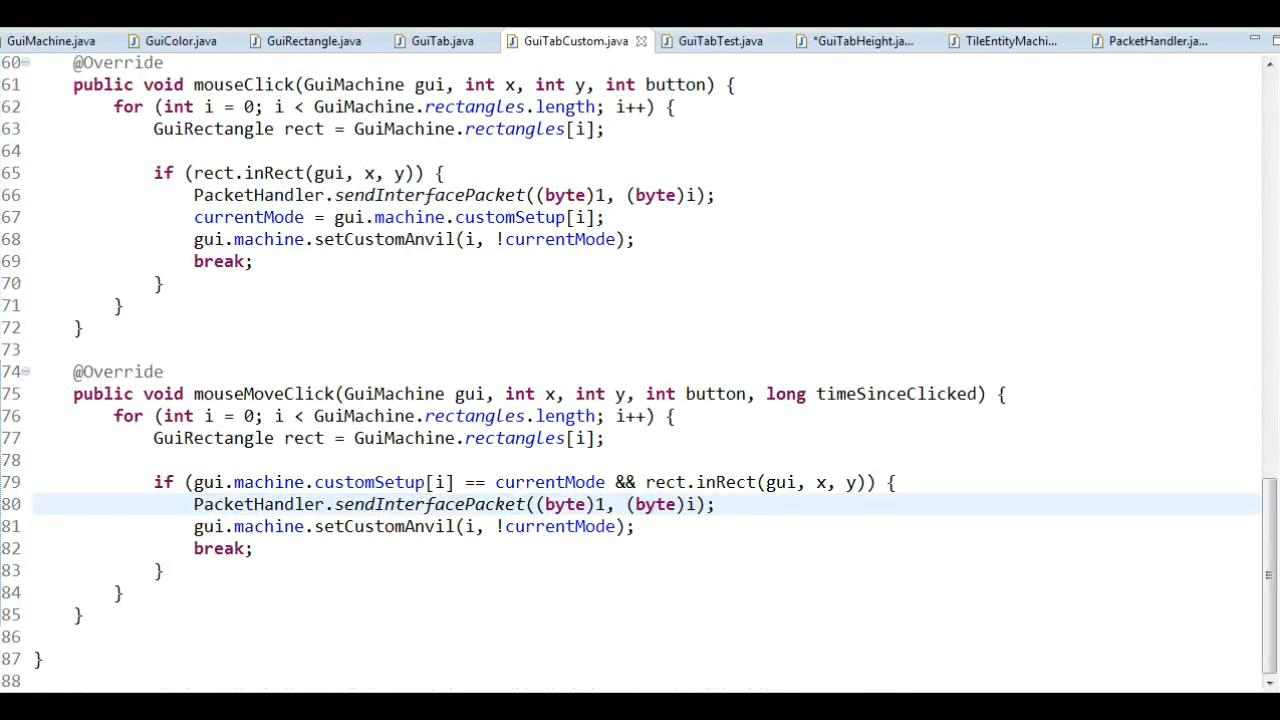 GuiMachine.java GuiColor.java GuiRectangle.java GuiTab.java GuiTabCustom.java GuiTabTest.java *GuiTabHeight.ja... TileEntityMachi... PacketHandler.ja...
60 @Override
61 public void mouseClick(GuiMachine gui, int x, int y, int button) {
62 for (int i = 0; i < GuiMachine.rectangles.length; i++) {
63 GuiRectangle rect = GuiMachine.rectangles[i];
64
65 if (rect.inRect(gui, x, y)) {
66 PacketHandler.sendInterfacePacket((byte)1, (byte)i);
67 currentMode = gui.machine.customSetup[i];
68 gui.machine.setCustomAnvil(i, !currentMode);
69 break;
70 }
71 }
72 }
73
74 @Override
75 public void mouseMoveClick(GuiMachine gui, int x, int y, int button, long timeSinceClicked) {
76 for (int i = 0; i < GuiMachine.rectangles.length; i++) {
77 GuiRectangle rect = GuiMachine.rectangles[i];
78
79 if (gui.machine.customSetup[i] == currentMode && rect.inRect(gui, x, y)) {
80 PacketHandler.sendInterfacePacket((byte)1, (byte)i);
81 gui.machine.setCustomAnvil(i, !currentMode);
82 break;
83 }
84 }
85 }
86
87 }
88